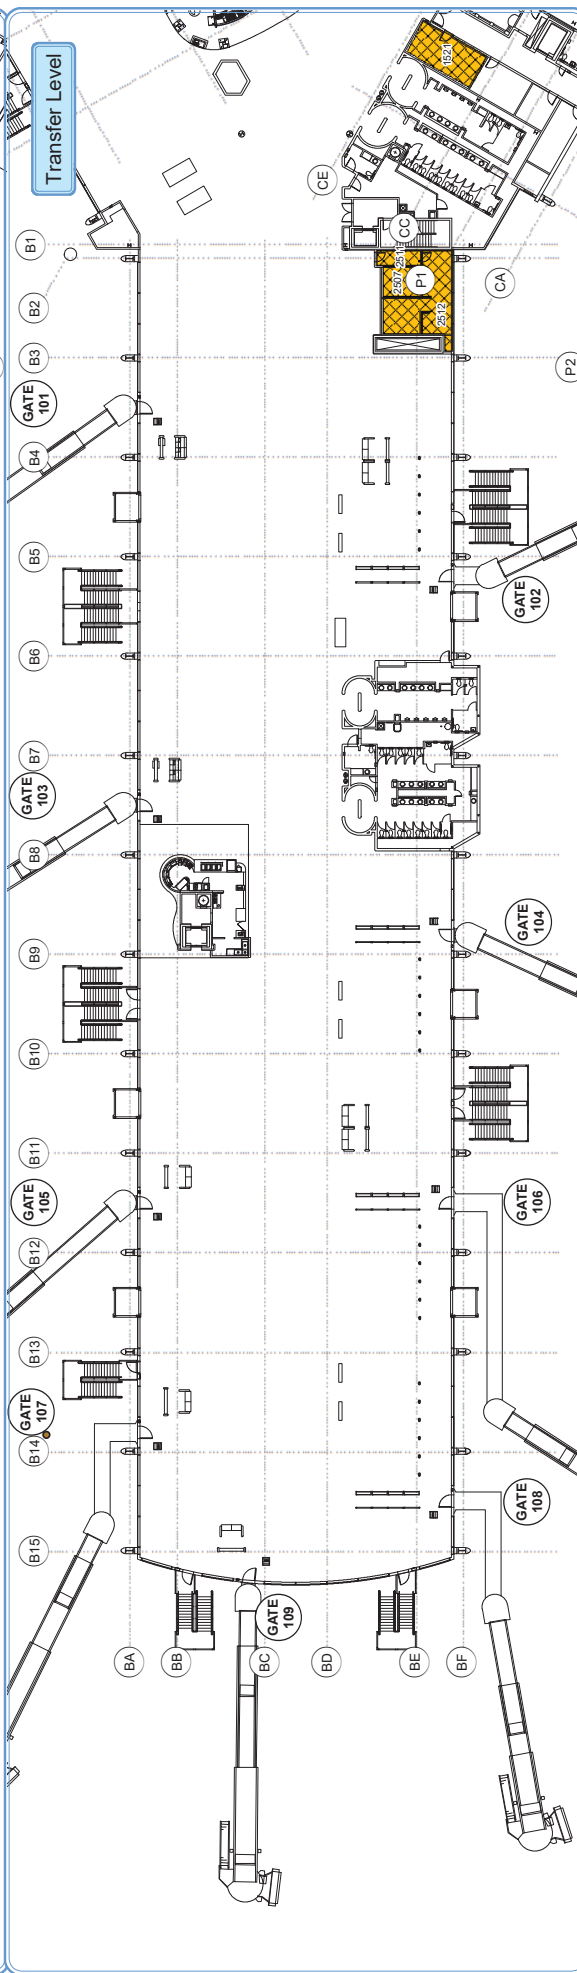 Transfer Level
1521
CE
CC
B1
2511
2507
P1
CA
B2
2512
B3
P2
GATE
101
B4
B5
GATE
102
B6
B7
GATE
103
B8
GATE
104
B9
B10
B11
GATE
105
GATE
106
B12
B13
GATE
107
B14
GATE
108
B15
GATE
109
BA
BB
BC
BD
BE
BF